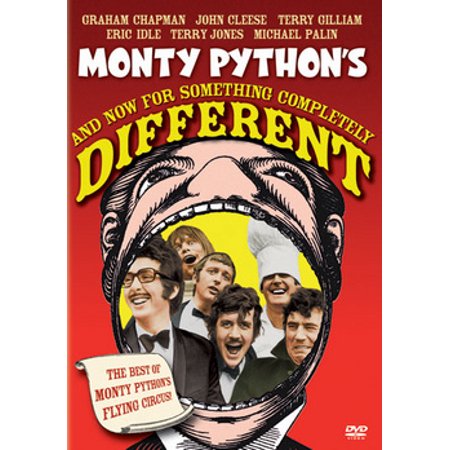 GRAHAM CHAPMAN JOHN CLEESE TERRY GILLIAM
ERIC IDLE TERRY JONES MICHAEL PALIN
MONTY PYTHON'S
AND NOW FOR SOMETHING COMPLETELY
DIFFERENT
THE BEST OF
MONTY PYTHON'S
FLYING CIRCUS!
DVD
VIDEO